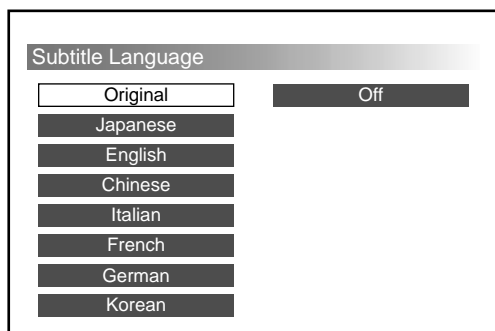 Subtitle Language
Original
Off
Japanese
English
Chinese
Italian
French
German
Korean